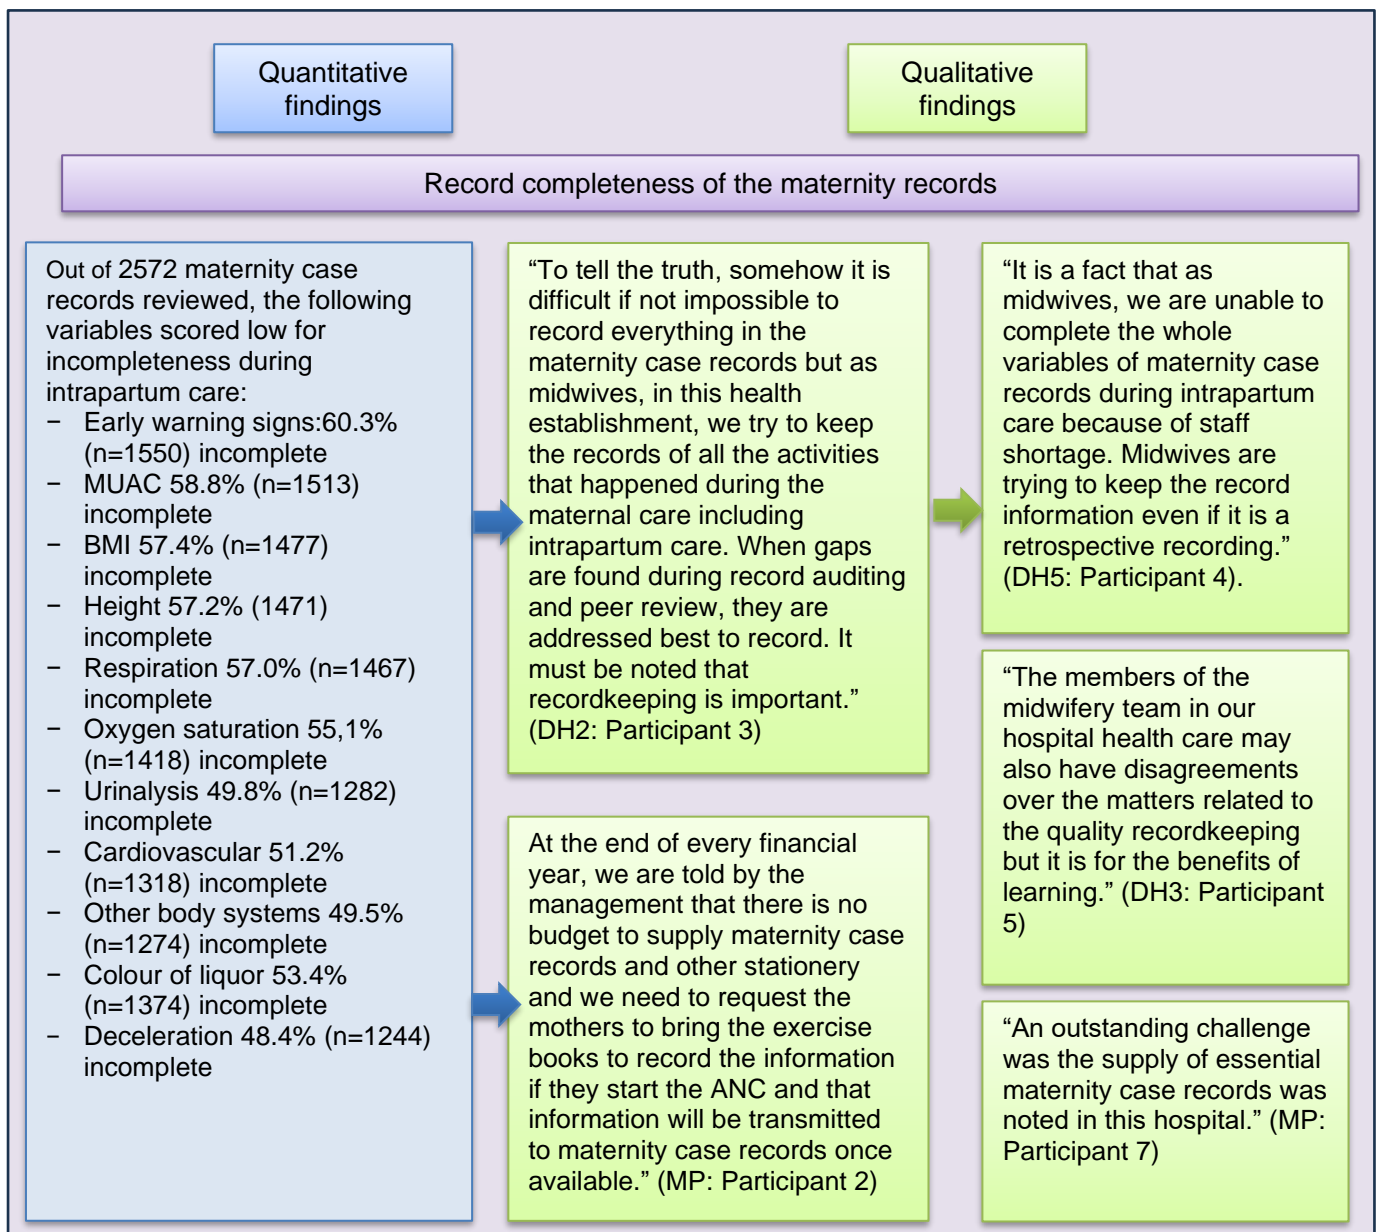 Quantitative
findings
Qualitative
findings
Record completeness of the maternity records
Out of 2572 maternity case
records reviewed, the following
variables scored low for
incompleteness during
intrapartum care:
− Early warning signs:60.3%
(n=1550) incomplete
− MUAC 58.8% (n=1513)
incomplete
− BMI 57.4% (n=1477)
incomplete
− Height 57.2% (1471)
incomplete
− Respiration 57.0% (n=1467)
incomplete
− Oxygen saturation 55,1%
(n=1418) incomplete
− Urinalysis 49.8% (n=1282)
incomplete
− Cardiovascular 51.2%
(n=1318) incomplete
− Other body systems 49.5%
(n=1274) incomplete
− Colour of liquor 53.4%
(n=1374) incomplete
− Deceleration 48.4% (n=1244)
incomplete
“To tell the truth, somehow it is
difficult if not impossible to
record everything in the
maternity case records but as
midwives, in this health
establishment, we try to keep
the records of all the activities
that happened during the
maternal care including
intrapartum care. When gaps
are found during record auditing
and peer review, they are
addressed best to record. It
must be noted that
recordkeeping is important.”
(DH2: Participant 3)
At the end of every financial
year, we are told by the
management that there is no
budget to supply maternity case
records and other stationery
and we need to request the
mothers to bring the exercise
books to record the information
if they start the ANC and that
information will be transmitted
to maternity case records once
available.” (MP: Participant 2)
“It is a fact that as
midwives, we are unable to
complete the whole
variables of maternity case
records during intrapartum
care because of staff
shortage. Midwives are
trying to keep the record
information even if it is a
retrospective recording.”
(DH5: Participant 4).
“The members of the
midwifery team in our
hospital health care may
also have disagreements
over the matters related to
the quality recordkeeping
but it is for the benefits of
learning.” (DH3: Participant
5)
“An outstanding challenge
was the supply of essential
maternity case records was
noted in this hospital.” (MP:
Participant 7)